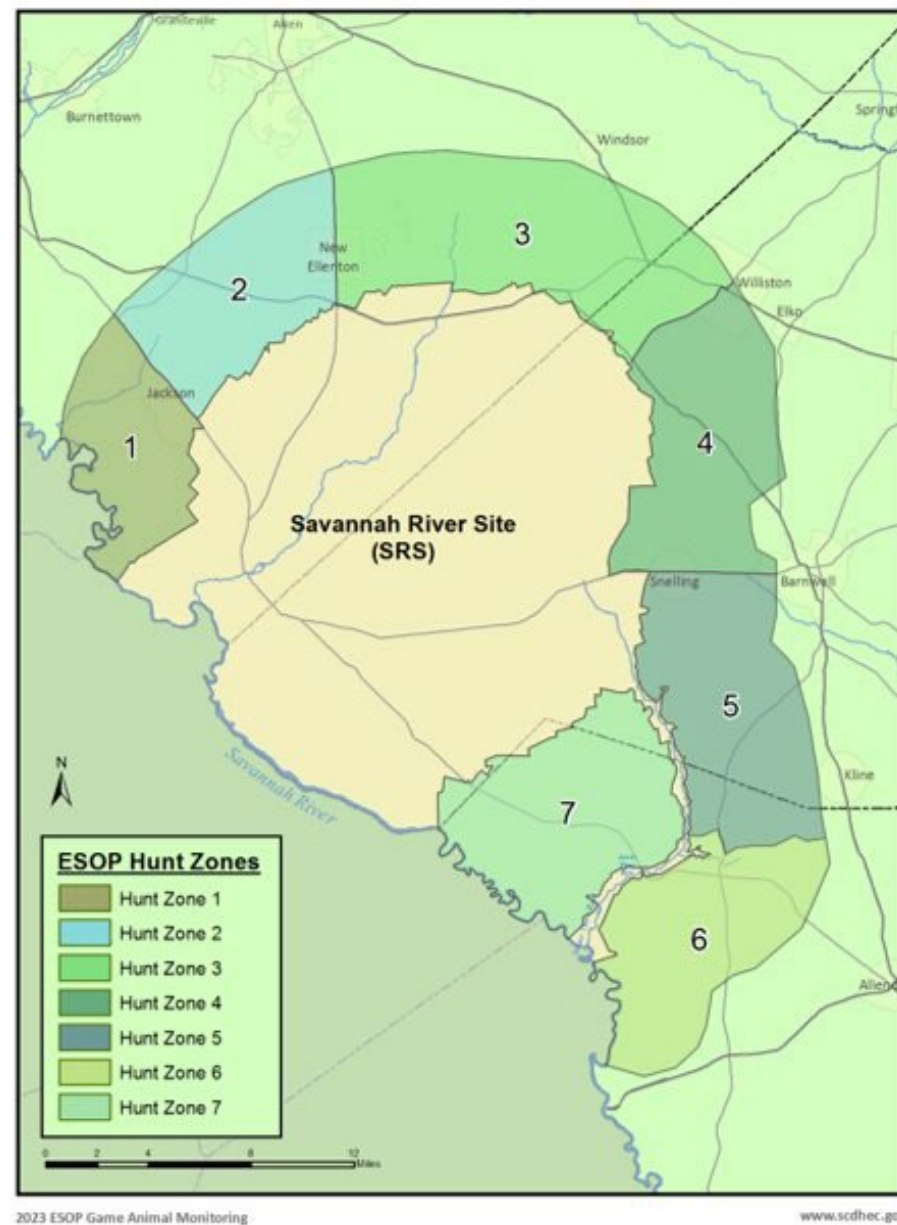 Graniteville
Aiken
Burnettown
Windsor
Springf
3
New
Ellenton
2
Williston
Elko
Jackson
1
4
Savannah River Site
(SRS)
Snelling
Barnwell
5
N
Savannah River
Kline
7
ESOP Hunt Zones
Hunt Zone 1
Hunt Zone 2
Hunt Zone 3
Hunt Zone 4
Hunt Zone 5
Hunt Zone 6
Hunt Zone 7
6
Allend
0 2 4 8 12
Miles
2023 ESOP Game Animal Monitoring
www.scdhec.go